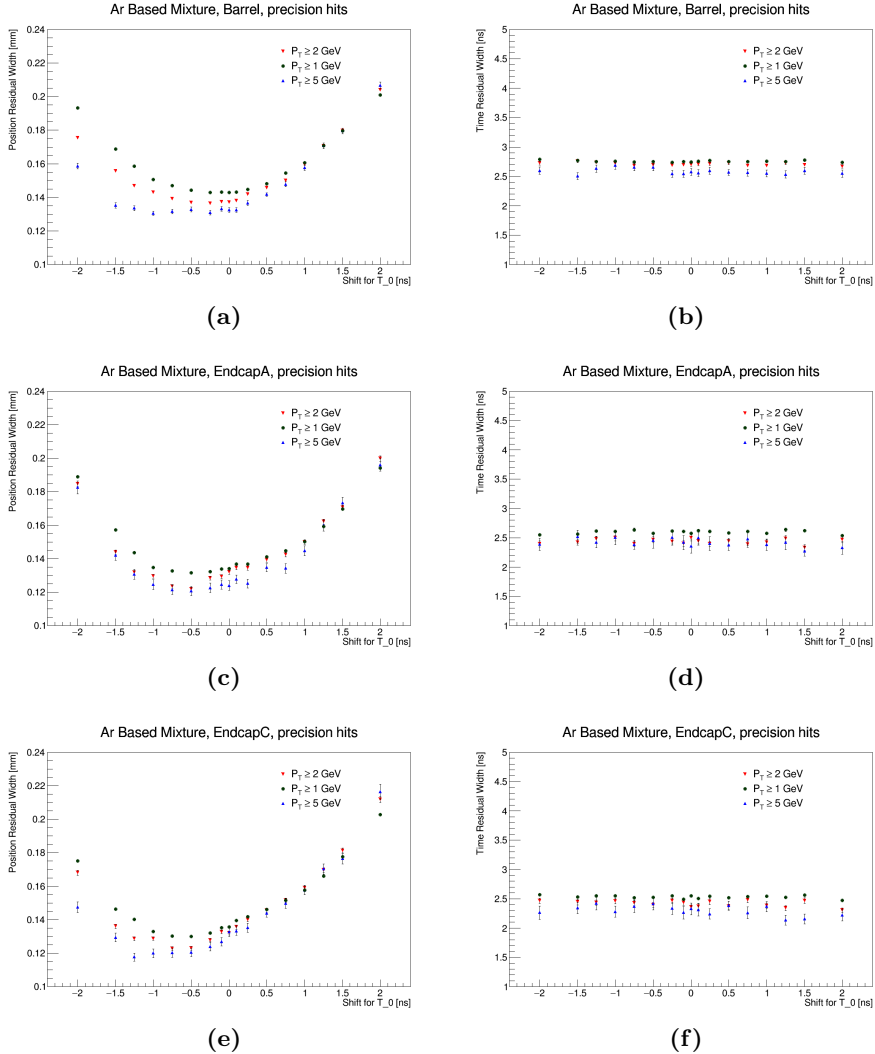 Ar Based Mixture, Barrel, precision hits
Position Residual Width [mm]
0.24
0.22
0.2
0.18
0.16
0.14
0.12
0.1
P_T ≥ 2 GeV
P_T ≥ 1 GeV
P_T ≥ 5 GeV
−2 −1.5 −1 −0.5 0 0.5 1 1.5 2
Shift for T_0 [ns]
(a)
Ar Based Mixture, Barrel, precision hits
Time Residual Width [ns]
5
4.5
4
3.5
3
2.5
2
1.5
1
P_T ≥ 2 GeV
P_T ≥ 1 GeV
P_T ≥ 5 GeV
−2 −1.5 −1 −0.5 0 0.5 1 1.5 2
Shift for T_0 [ns]
(b)
Ar Based Mixture, EndcapA, precision hits
Position Residual Width [mm]
0.24
0.22
0.2
0.18
0.16
0.14
0.12
0.1
P_T ≥ 2 GeV
P_T ≥ 1 GeV
P_T ≥ 5 GeV
−2 −1.5 −1 −0.5 0 0.5 1 1.5 2
Shift for T_0 [ns]
(c)
Ar Based Mixture, EndcapA, precision hits
Time Residual Width [ns]
5
4.5
4
3.5
3
2.5
2
1.5
1
P_T ≥ 2 GeV
P_T ≥ 1 GeV
P_T ≥ 5 GeV
−2 −1.5 −1 −0.5 0 0.5 1 1.5 2
Shift for T_0 [ns]
(d)
Ar Based Mixture, EndcapC, precision hits
Position Residual Width [mm]
0.24
0.22
0.2
0.18
0.16
0.14
0.12
0.1
P_T ≥ 2 GeV
P_T ≥ 1 GeV
P_T ≥ 5 GeV
−2 −1.5 −1 −0.5 0 0.5 1 1.5 2
Shift for T_0 [ns]
(e)
Ar Based Mixture, EndcapC, precision hits
Time Residual Width [ns]
5
4.5
4
3.5
3
2.5
2
1.5
1
P_T ≥ 2 GeV
P_T ≥ 1 GeV
P_T ≥ 5 GeV
−2 −1.5 −1 −0.5 0 0.5 1 1.5 2
Shift for T_0 [ns]
(f)